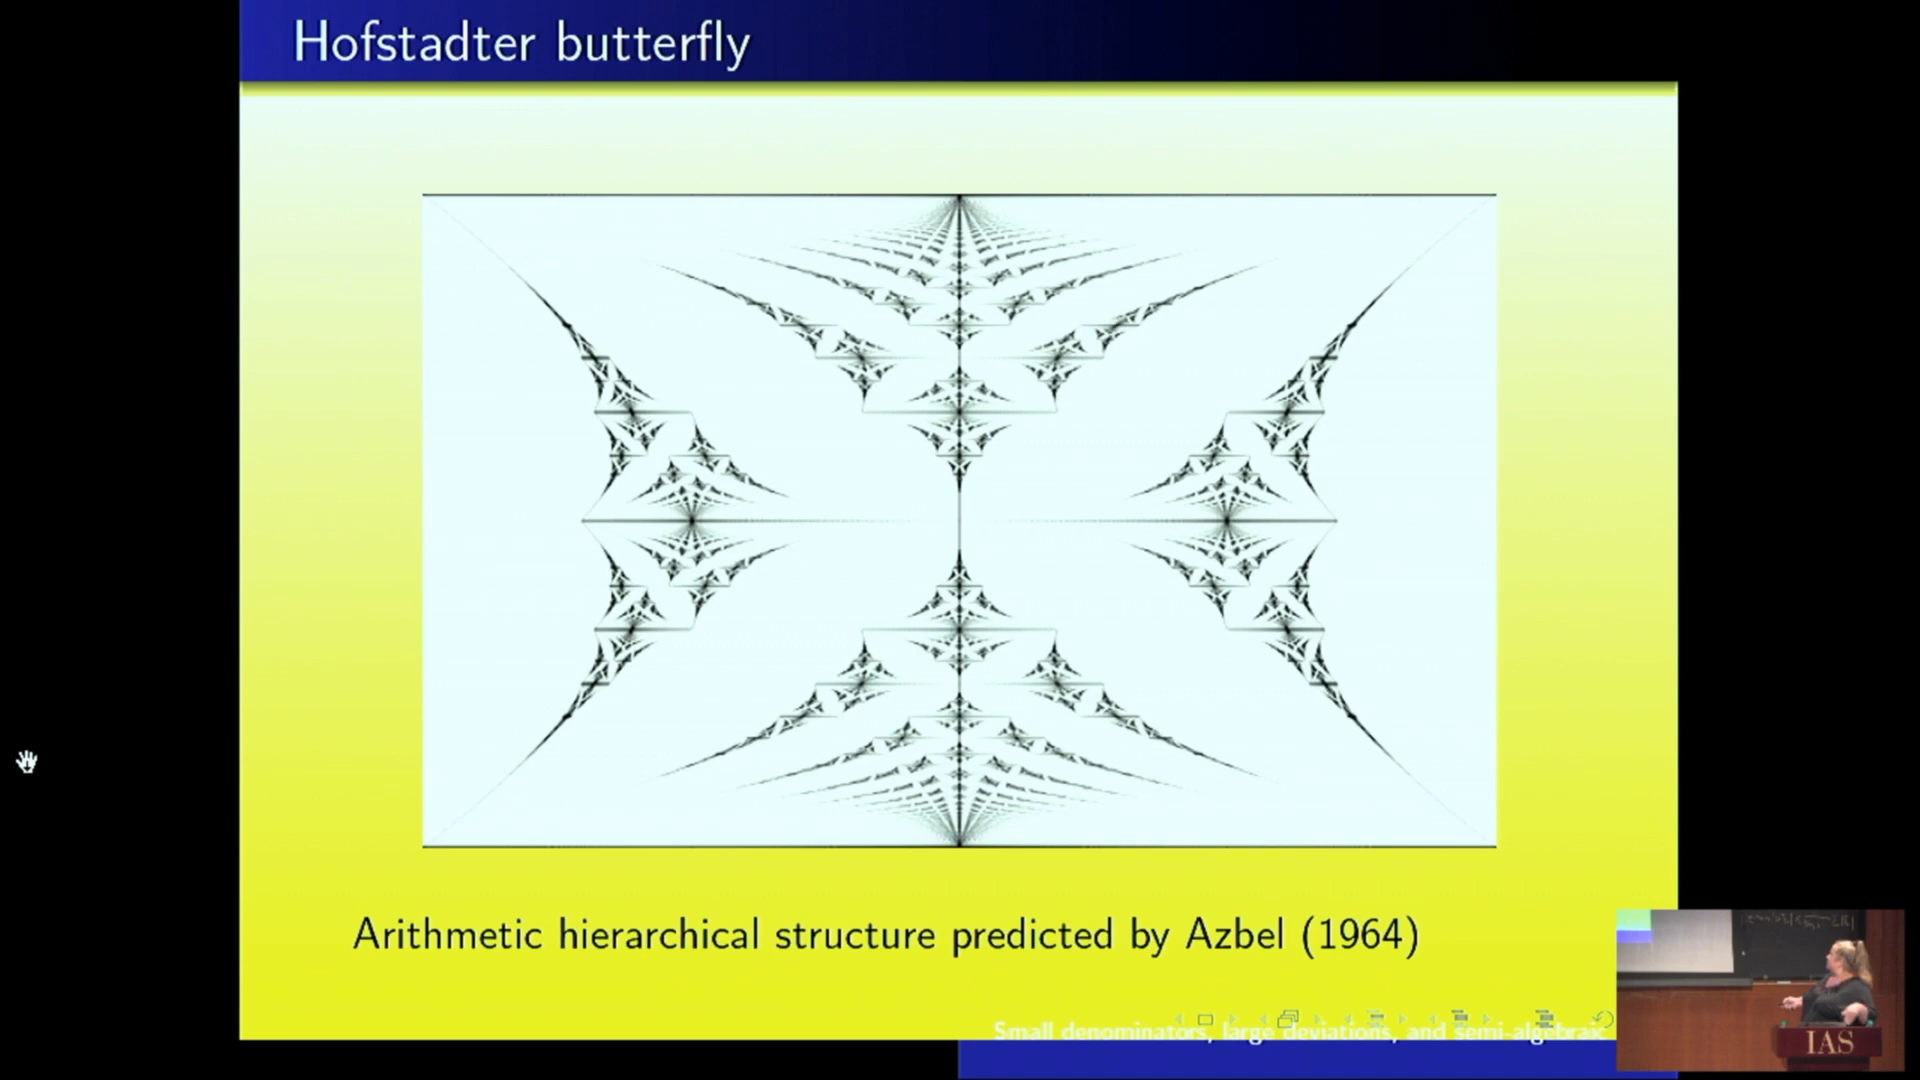 Hofstadter butterfly
Arithmetic hierarchical structure predicted by Azbel (1964)
Small denominators, large deviations, and semi-algebraic
IAS